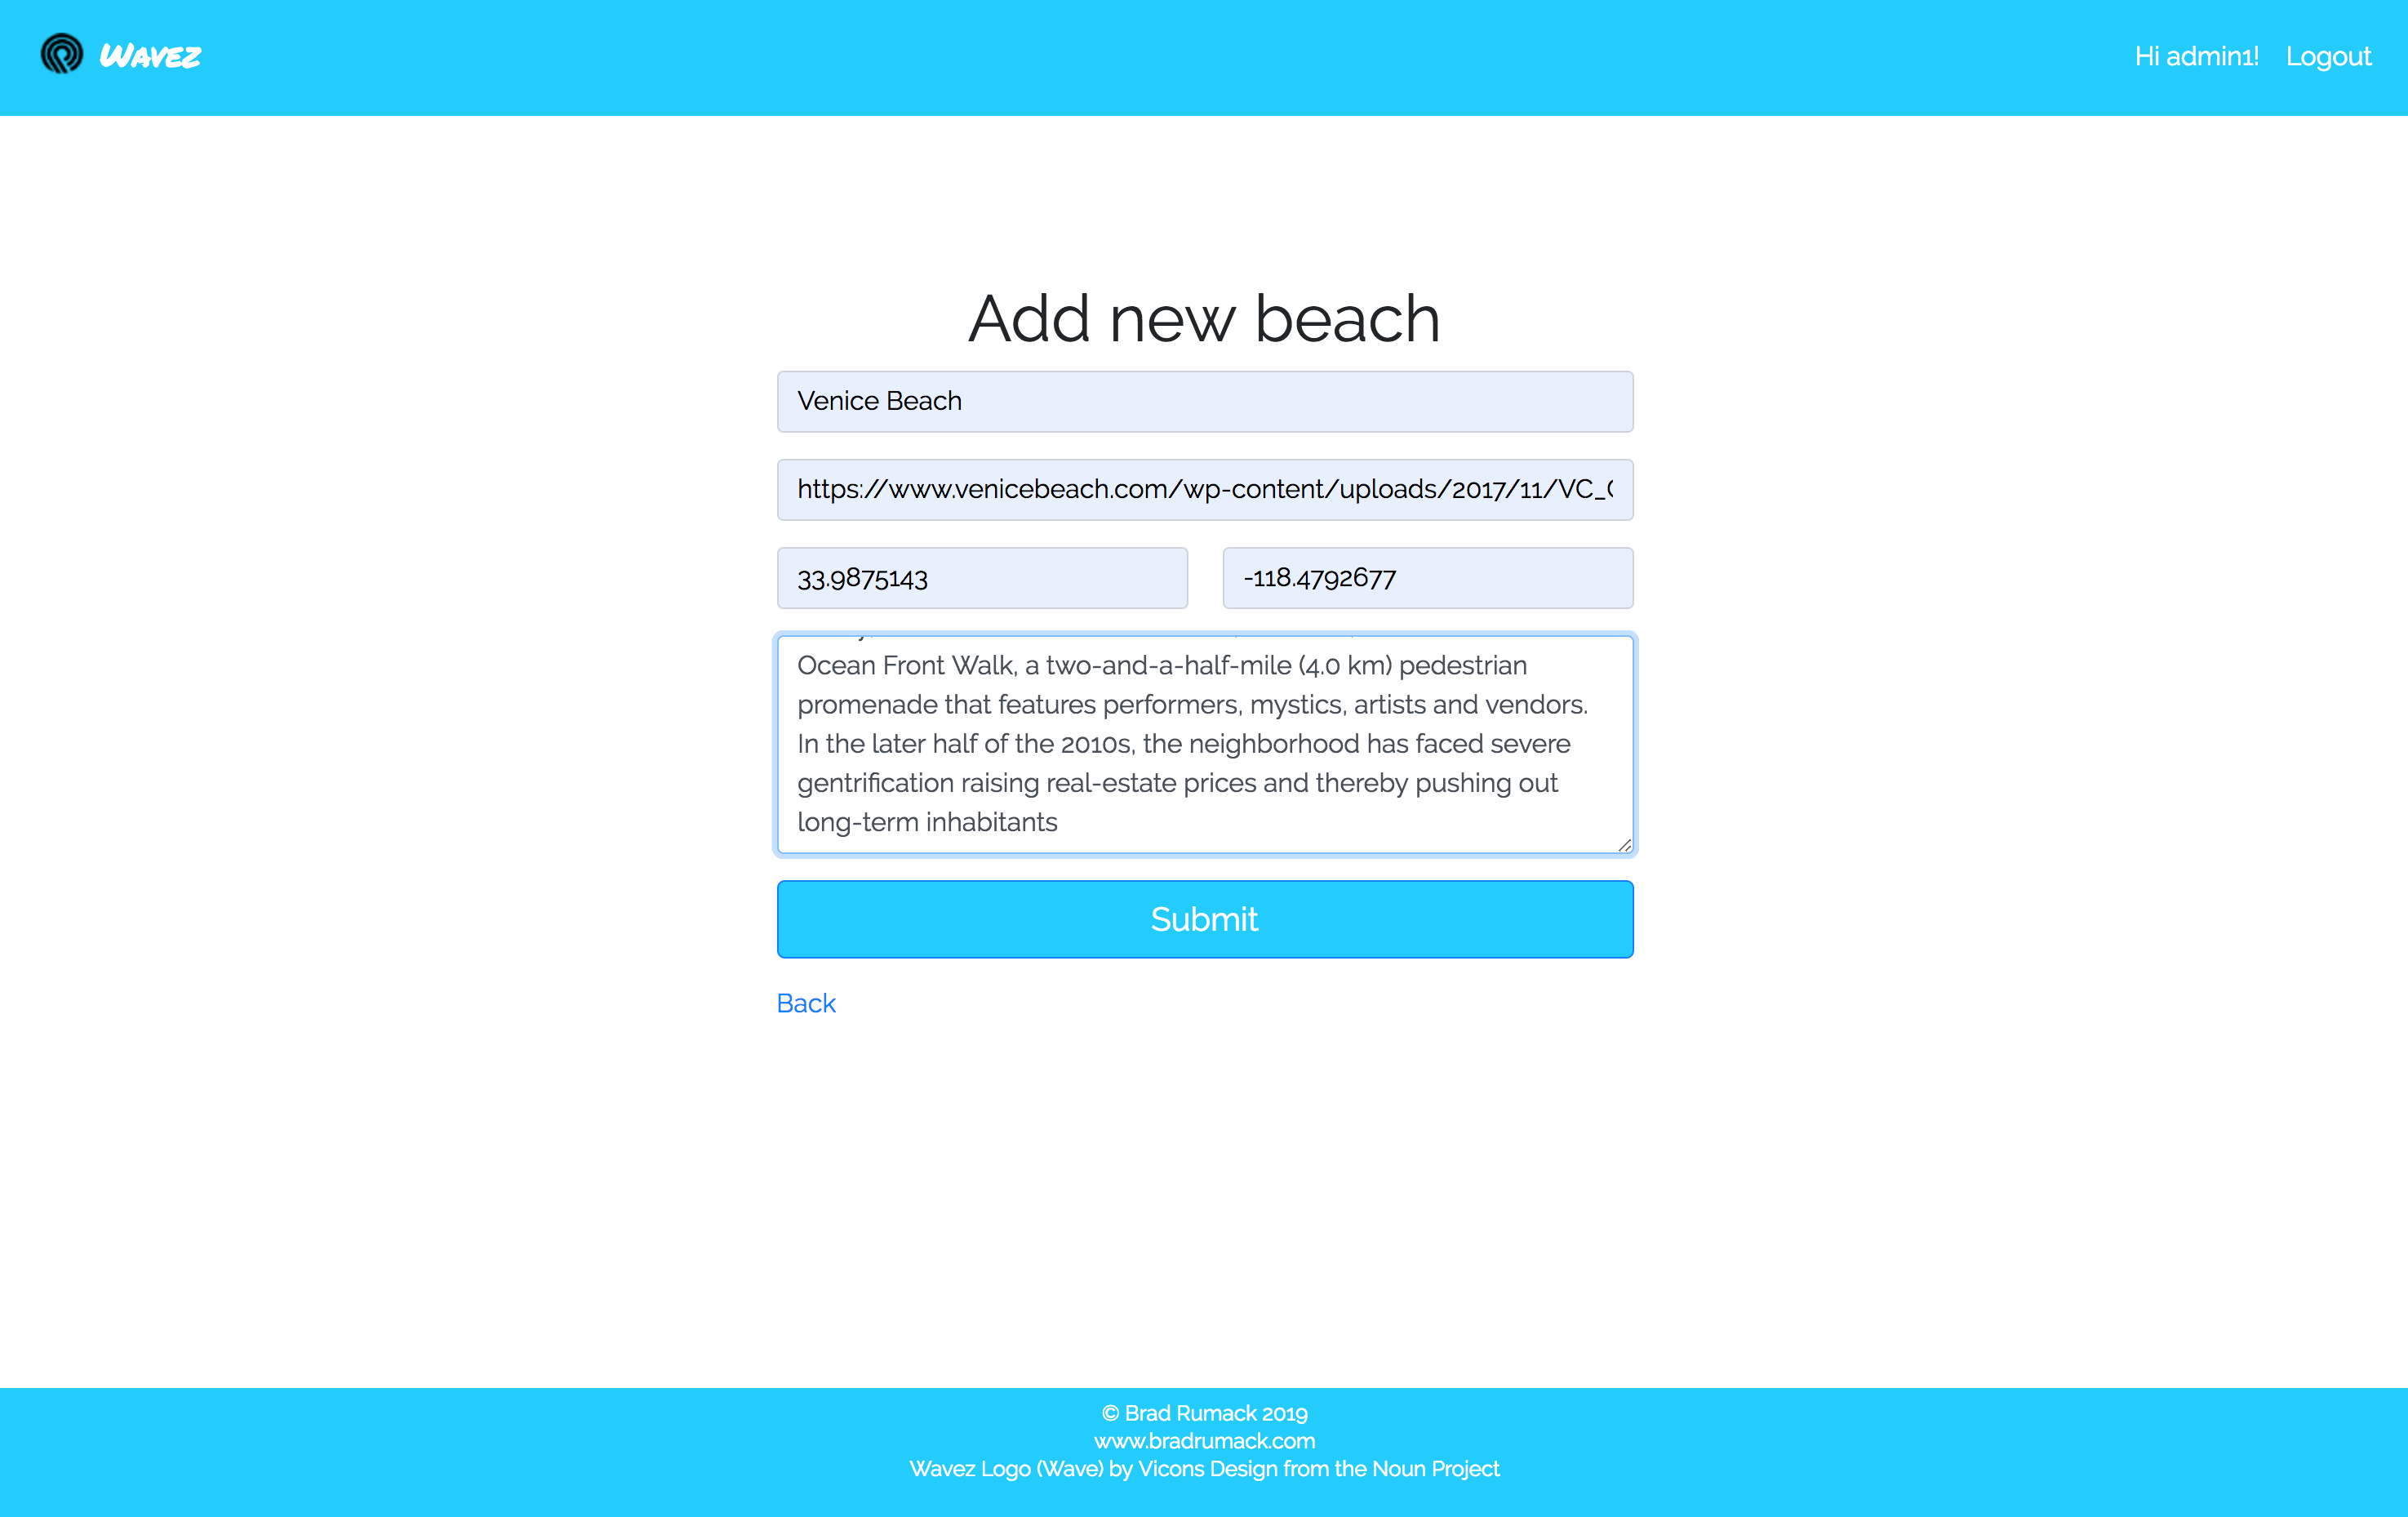 Wavez
Hi admin1! Logout
Add new beach
Venice Beach
https://www.venicebeach.com/wp-content/uploads/2017/11/VC_
33.9875143
-118.4792677
Ocean Front Walk, a two-and-a-half-mile (4.0 km) pedestrian
promenade that features performers, mystics, artists and vendors.
In the later half of the 2010s, the neighborhood has faced severe
gentrification raising real-estate prices and thereby pushing out
long-term inhabitants
Submit
Back
© Brad Rumack 2019
www.bradrumack.com
Wavez Logo (Wave) by Vicons Design from the Noun Project